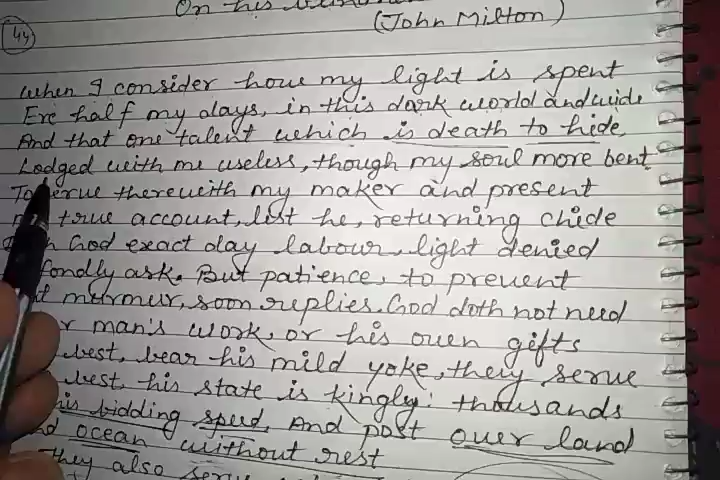 On his
(John Milton)
44
When I consider how my light is spent
Ere half my days, in this dark world and wide
And that one talent which is death to hide
Lodged with me useless, though my soul more bent
To serve therewith my maker and present
true account, lest he, returning chide
God exact day labour, light denied
fondly ask. But patience, to prevent
murmur, soon replies. God doth not need
man's work, or his own gifts
best, bear his mild yoke, they serve
best, his state is kingly: thousands
his bidding speed, And post over land
ocean without rest
They also serve